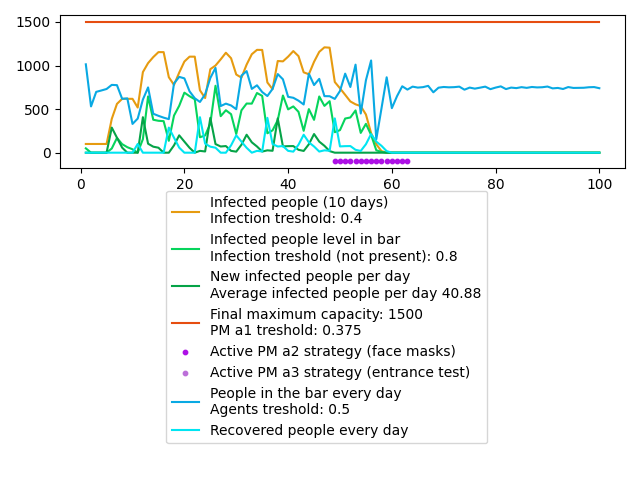 1500
1000
500
0
0
20
40
60
80
100
Infected people (10 days)
Infection treshold: 0.4
Infected people level in bar
Infection treshold (not present): 0.8
New infected people per day
Average infected people per day 40.88
Final maximum capacity: 1500
PM a1 treshold: 0.375
Active PM a2 strategy (face masks)
Active PM a3 strategy (entrance test)
People in the bar every day
Agents treshold: 0.5
Recovered people every day